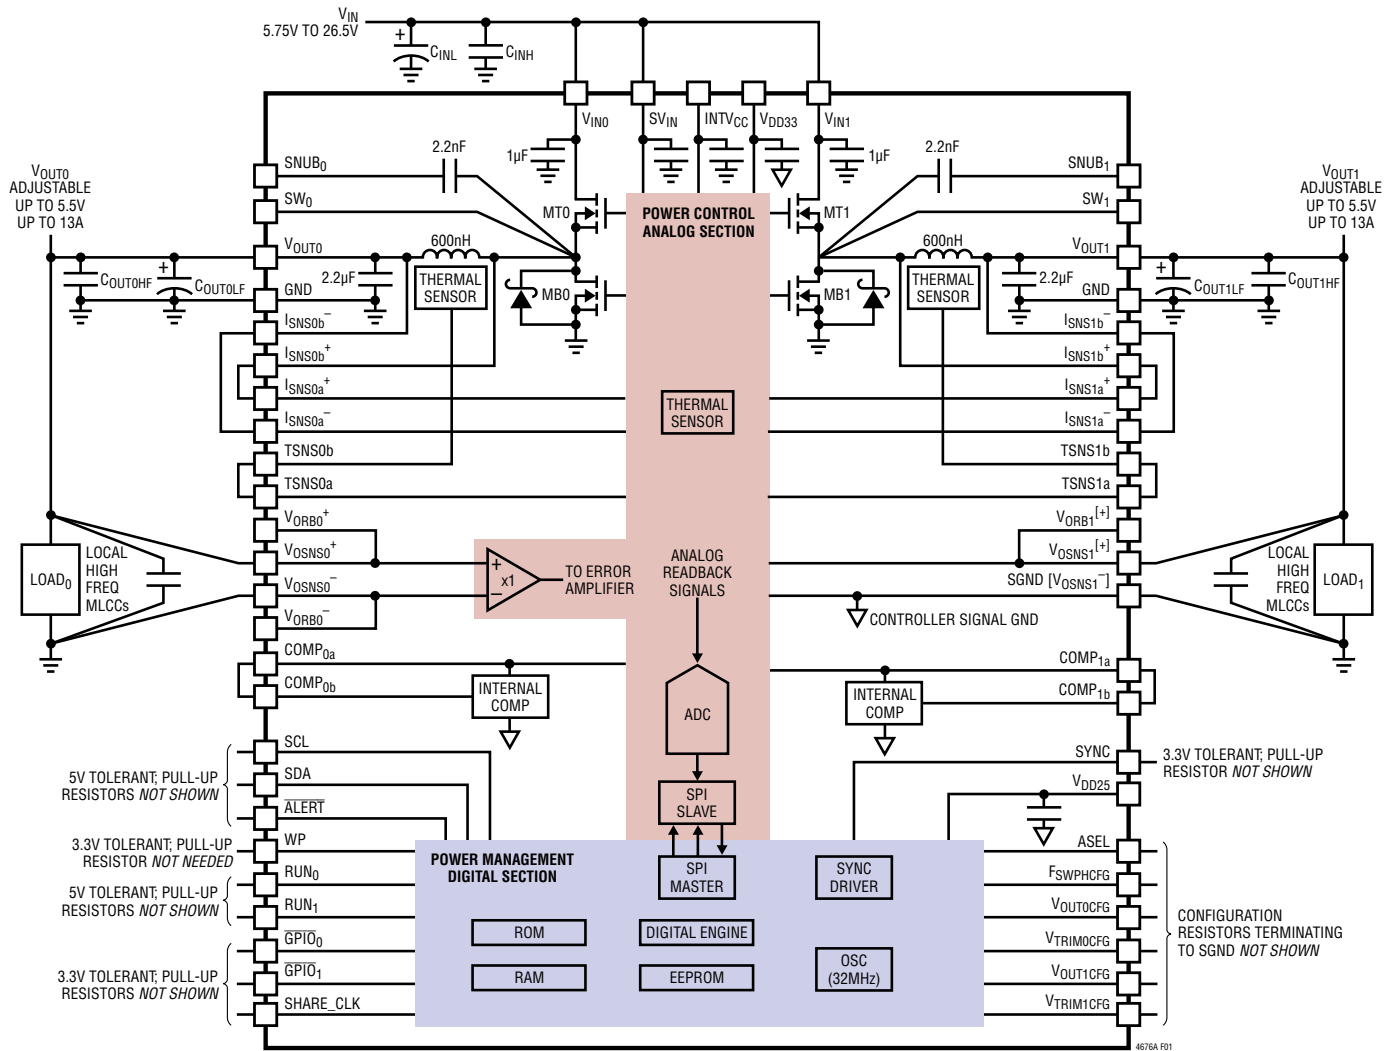 VIN
5.75V TO 26.5V
+
CINL
CINH
VIN0
SVIN
INTVCC
VDD33
VIN1
1µF
1µF
SNUB0
2.2nF
2.2nF
SNUB1
VOUT0
ADJUSTABLE
UP TO 5.5V
UP TO 13A
SW0
MT0
POWER CONTROL
ANALOG SECTION
MT1
SW1
VOUT1
ADJUSTABLE
UP TO 5.5V
UP TO 13A
VOUT0
600nH
600nH
VOUT1
COUT0HF
+
COUT0LF
GND
2.2µF
THERMAL
SENSOR
MB0
MB1
THERMAL
SENSOR
2.2µF
GND
+
COUT1LF
COUT1HF
ISNS0b–
ISNS0b+
ISNS0a+
ISNS0a–
THERMAL
SENSOR
ISNS1b–
ISNS1b+
ISNS1a+
ISNS1a–
TSNS0b
TSNS0a
TSNS1b
TSNS1a
VORB0+
VOSNS0+
VOSNS0–
VORB0–
LOAD0
LOCAL
HIGH
FREQ
MLCCs
+
–
x1
TO ERROR
AMPLIFIER
ANALOG
READBACK
SIGNALS
VORB1[+]
VOSNS1[+]
SGND [VOSNS1–]
CONTROLLER SIGNAL GND
LOCAL
HIGH
FREQ
MLCCs
LOAD1
COMP0a
COMP0b
INTERNAL
COMP
ADC
INTERNAL
COMP
COMP1a
COMP1b
SCL
SDA
ALERT
5V TOLERANT; PULL-UP
RESISTORS NOT SHOWN
SPI
SLAVE
SYNC
3.3V TOLERANT; PULL-UP
RESISTOR NOT SHOWN
VDD25
WP
3.3V TOLERANT; PULL-UP
RESISTOR NOT NEEDED
RUN0
RUN1
5V TOLERANT; PULL-UP
RESISTORS NOT SHOWN
GPIO0
GPIO1
SHARE_CLK
3.3V TOLERANT; PULL-UP
RESISTORS NOT SHOWN
POWER MANAGEMENT
DIGITAL SECTION
SPI
MASTER
SYNC
DRIVER
ROM
DIGITAL ENGINE
RAM
EEPROM
OSC
(32MHz)
ASEL
FSWPHCFG
VOUT0CFG
VTRIM0CFG
VOUT1CFG
VTRIM1CFG
CONFIGURATION
RESISTORS TERMINATING
TO SGND NOT SHOWN
4676A F01